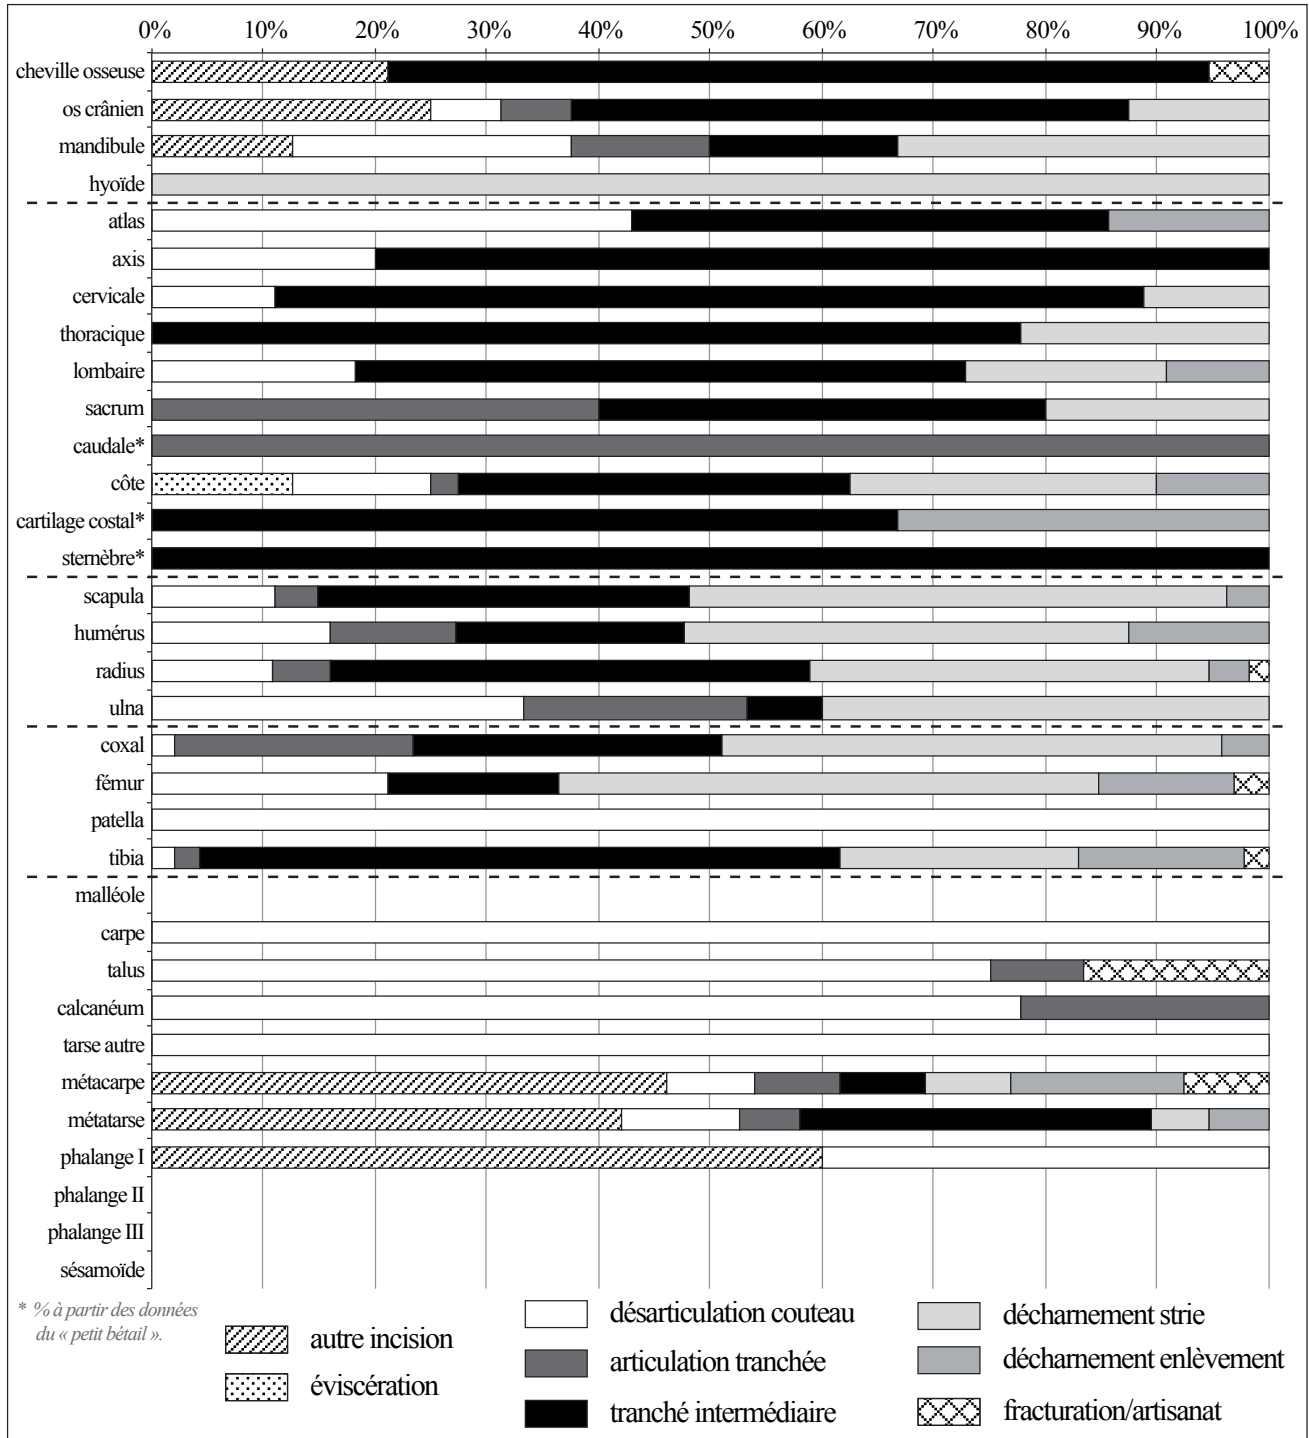 0% 10% 20% 30% 40% 50% 60% 70% 80% 90% 100%
cheville osseuse
os crânien
mandibule
hyoïde
atlas
axis
cervicale
thoracique
lombaire
sacrum
caudale*
côte
cartilage costal*
sternèbre*
scapula
humérus
radius
ulna
coxal
fémur
patella
tibia
malléole
carpe
talus
calcanéum
tarse autre
métacarpe
métatarse
phalange I
phalange II
phalange III
sésamoïde
* % à partir des données
du « petit bétail ».
autre incision
éviscération
désarticulation couteau
articulation tranchée
tranché intermédiaire
décharnement strie
décharnement enlèvement
fracturation/artisanat